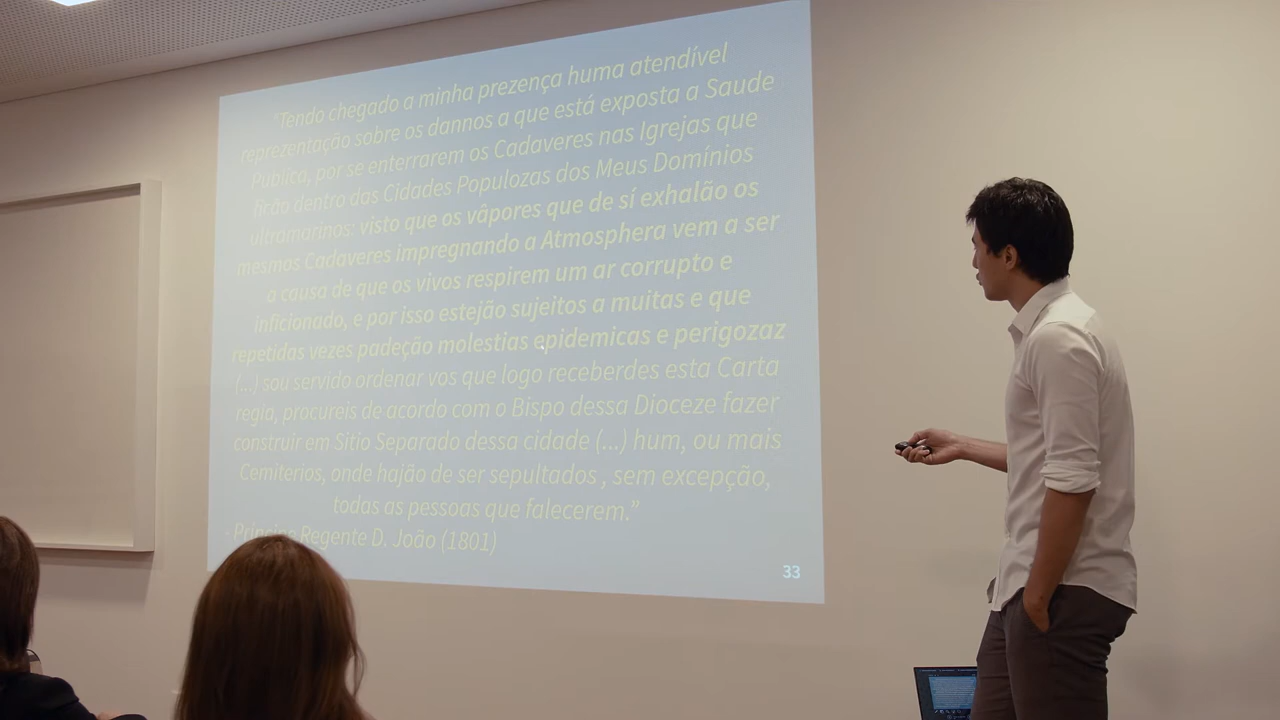 "Tendo chegado a minha prezença huma atendível
reprezentação sobre os dannos a que está exposta a Saude
Publica, por se enterrarem os Cadaveres nas Igrejas que
ficão dentro das Cidades Populozas dos Meus Domínios
ultramarinos: visto que os vâpores que de sí exhalão os
mesmos Cadaveres impregnando a Atmosphera vem a ser
a causa de que os vivos respirem um ar corrupto e
inficionado, e por isso estejão sujeitos a muitas e que
repetidas vezes padeção molestias epidemicas e perigozaz
(...) sou servido ordenar vos que logo receberdes esta Carta
regia, procureis de acordo com o Bispo dessa Dioceze fazer
construir em Sitio Separado dessa cidade (...) hum, ou mais
Cemiterios, onde hajão de ser sepultados , sem excepção,
todas as pessoas que falecerem."
- Principe Regente D. João (1801)
33